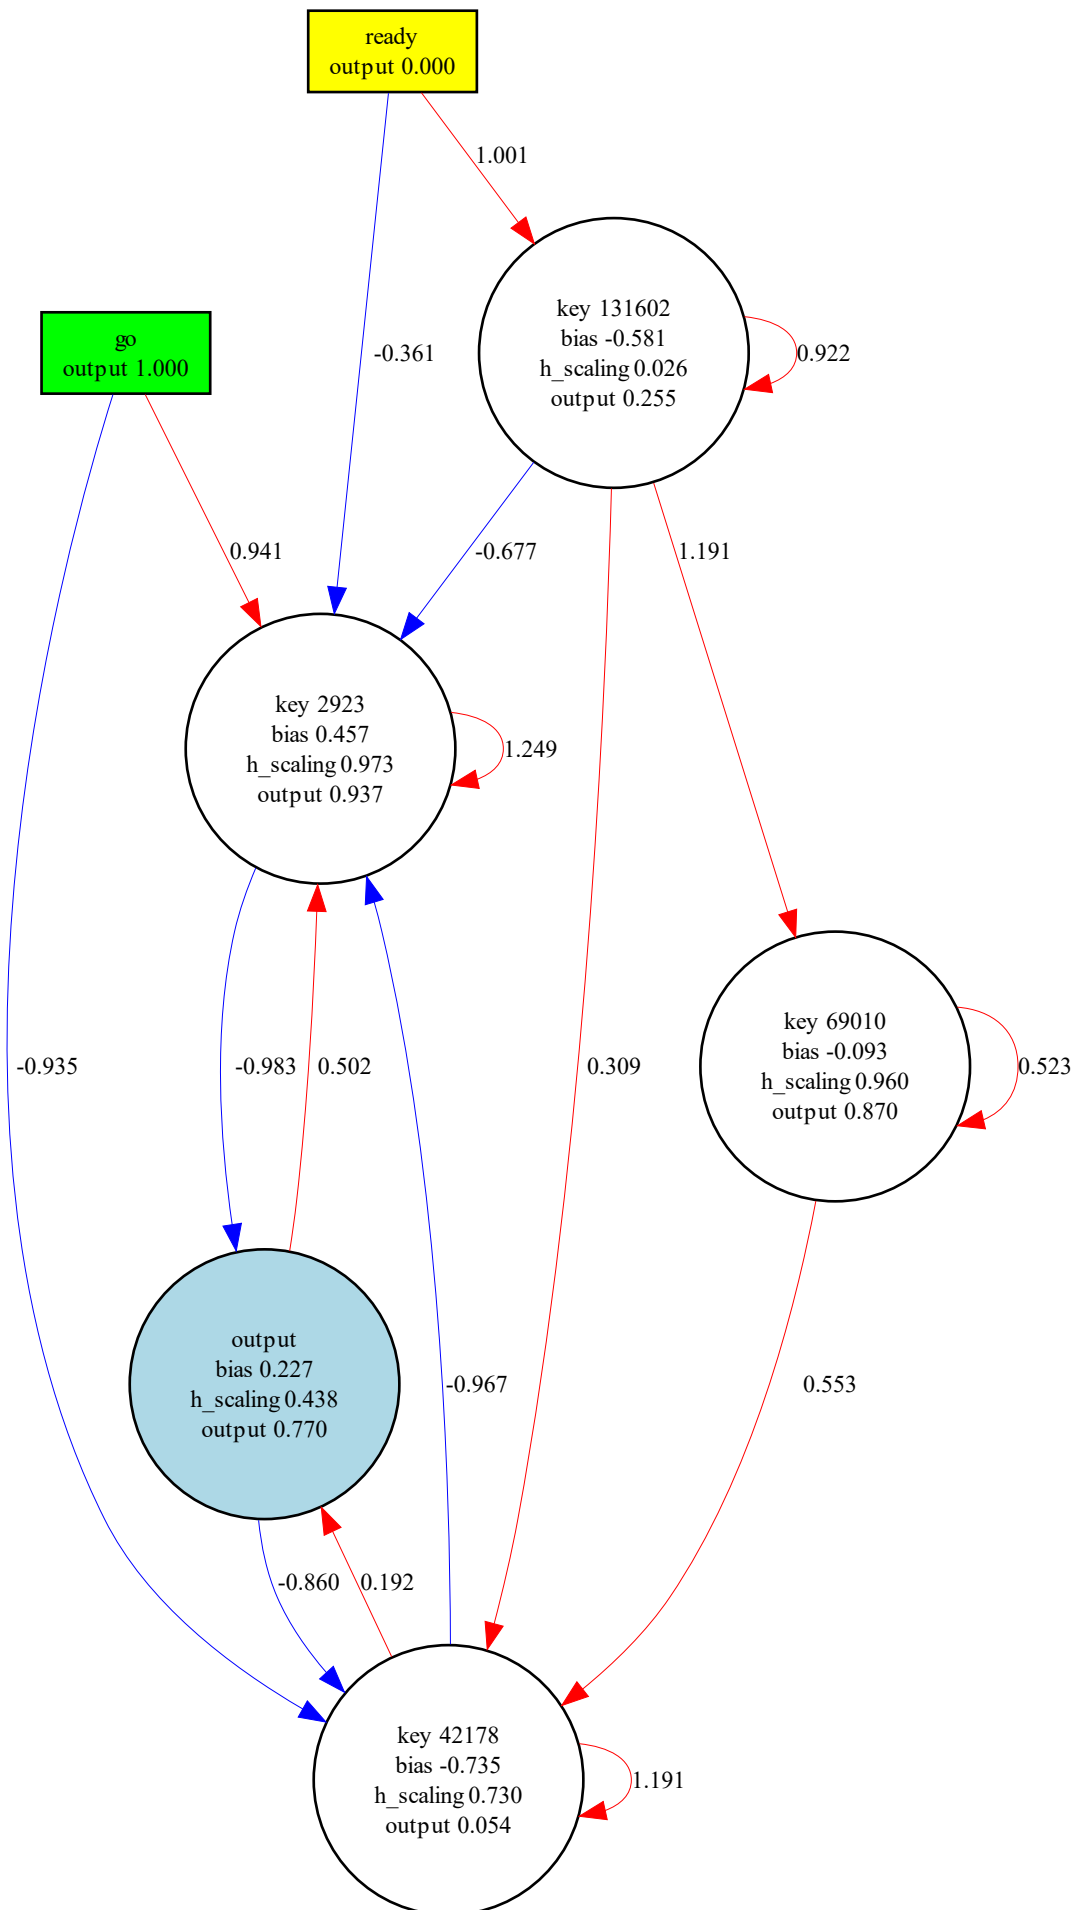 ready
output 0.000
1.001
go
output 1.000
-0.361
key 131602
bias -0.581
h_scaling 0.026
output 0.255
0.922
0.941
-0.677
1.191
key 2923
bias 0.457
h_scaling 0.973
output 0.937
1.249
-0.935
-0.983
0.502
0.309
key 69010
bias -0.093
h_scaling 0.960
output 0.870
0.523
output
bias 0.227
h_scaling 0.438
output 0.770
-0.967
0.553
-0.860
0.192
key 42178
bias -0.735
h_scaling 0.730
output 0.054
1.191